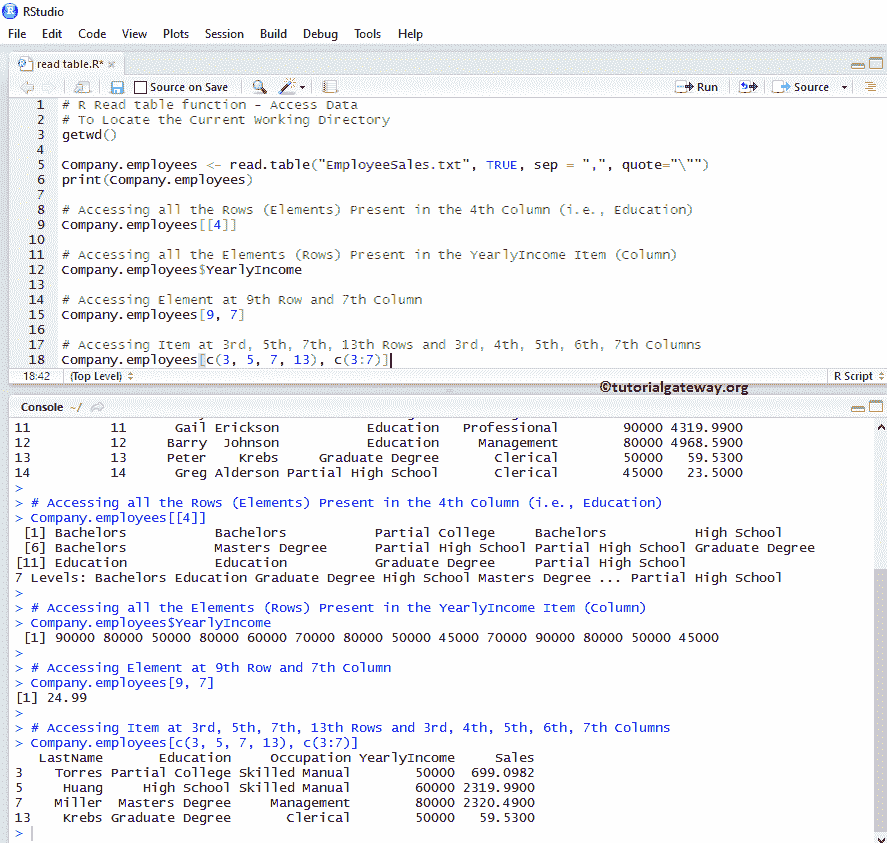 RStudio
File Edit Code View Plots Session Build Debug Tools Help
read table.R*
Source on Save Run Source
1 # R Read table function - Access Data
2 # To Locate the Current Working Directory
3 getwd()
4
5 Company.employees <- read.table("EmployeeSales.txt", TRUE, sep = ",", quote="\"")
6 print(Company.employees)
7
8 # Accessing all the Rows (Elements) Present in the 4th Column (i.e., Education)
9 Company.employees[[4]]
10
11 # Accessing all the Elements (Rows) Present in the YearlyIncome Item (Column)
12 Company.employees$YearlyIncome
13
14 # Accessing Element at 9th Row and 7th Column
15 Company.employees[9, 7]
16
17 # Accessing Item at 3rd, 5th, 7th, 13th Rows and 3rd, 4th, 5th, 6th, 7th Columns
18 Company.employees[c(3, 5, 7, 13), c(3:7)]
18:42 (Top Level) R Script
©tutorialgateway.org
Console ~/
11 11 Gail Erickson Education Professional 90000 4319.9900
12 12 Barry Johnson Education Management 80000 4968.5900
13 13 Peter Krebs Graduate Degree Clerical 50000 59.5300
14 14 Greg Alderson Partial High School Clerical 45000 23.5000
>
> # Accessing all the Rows (Elements) Present in the 4th Column (i.e., Education)
> Company.employees[[4]]
[1] Bachelors Bachelors Partial College Bachelors High School
[6] Bachelors Masters Degree Partial High School Partial High School Graduate Degree
[11] Education Education Graduate Degree Partial High School
7 Levels: Bachelors Education Graduate Degree High School Masters Degree ... Partial High School
>
> # Accessing all the Elements (Rows) Present in the YearlyIncome Item (Column)
> Company.employees$YearlyIncome
[1] 90000 80000 50000 80000 60000 70000 80000 50000 45000 70000 90000 80000 50000 45000
>
> # Accessing Element at 9th Row and 7th Column
> Company.employees[9, 7]
[1] 24.99
>
> # Accessing Item at 3rd, 5th, 7th, 13th Rows and 3rd, 4th, 5th, 6th, 7th Columns
> Company.employees[c(3, 5, 7, 13), c(3:7)]
LastName Education Occupation YearlyIncome Sales
3 Torres Partial College Skilled Manual 50000 699.0982
5 Huang High School Skilled Manual 60000 2319.9900
7 Miller Masters Degree Management 80000 2320.4900
13 Krebs Graduate Degree Clerical 50000 59.5300
>